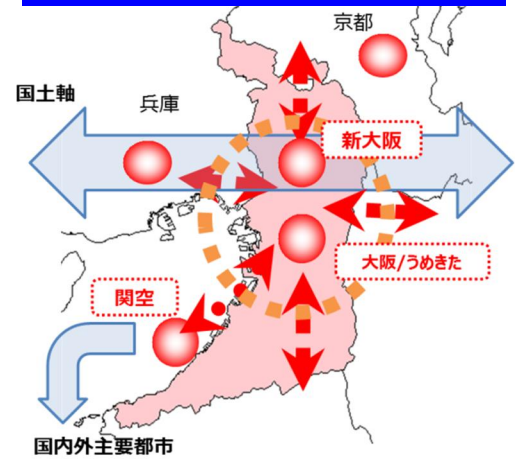 京都
国土軸
兵庫
新大阪
大阪/うめきた
関空
国内外主要都市